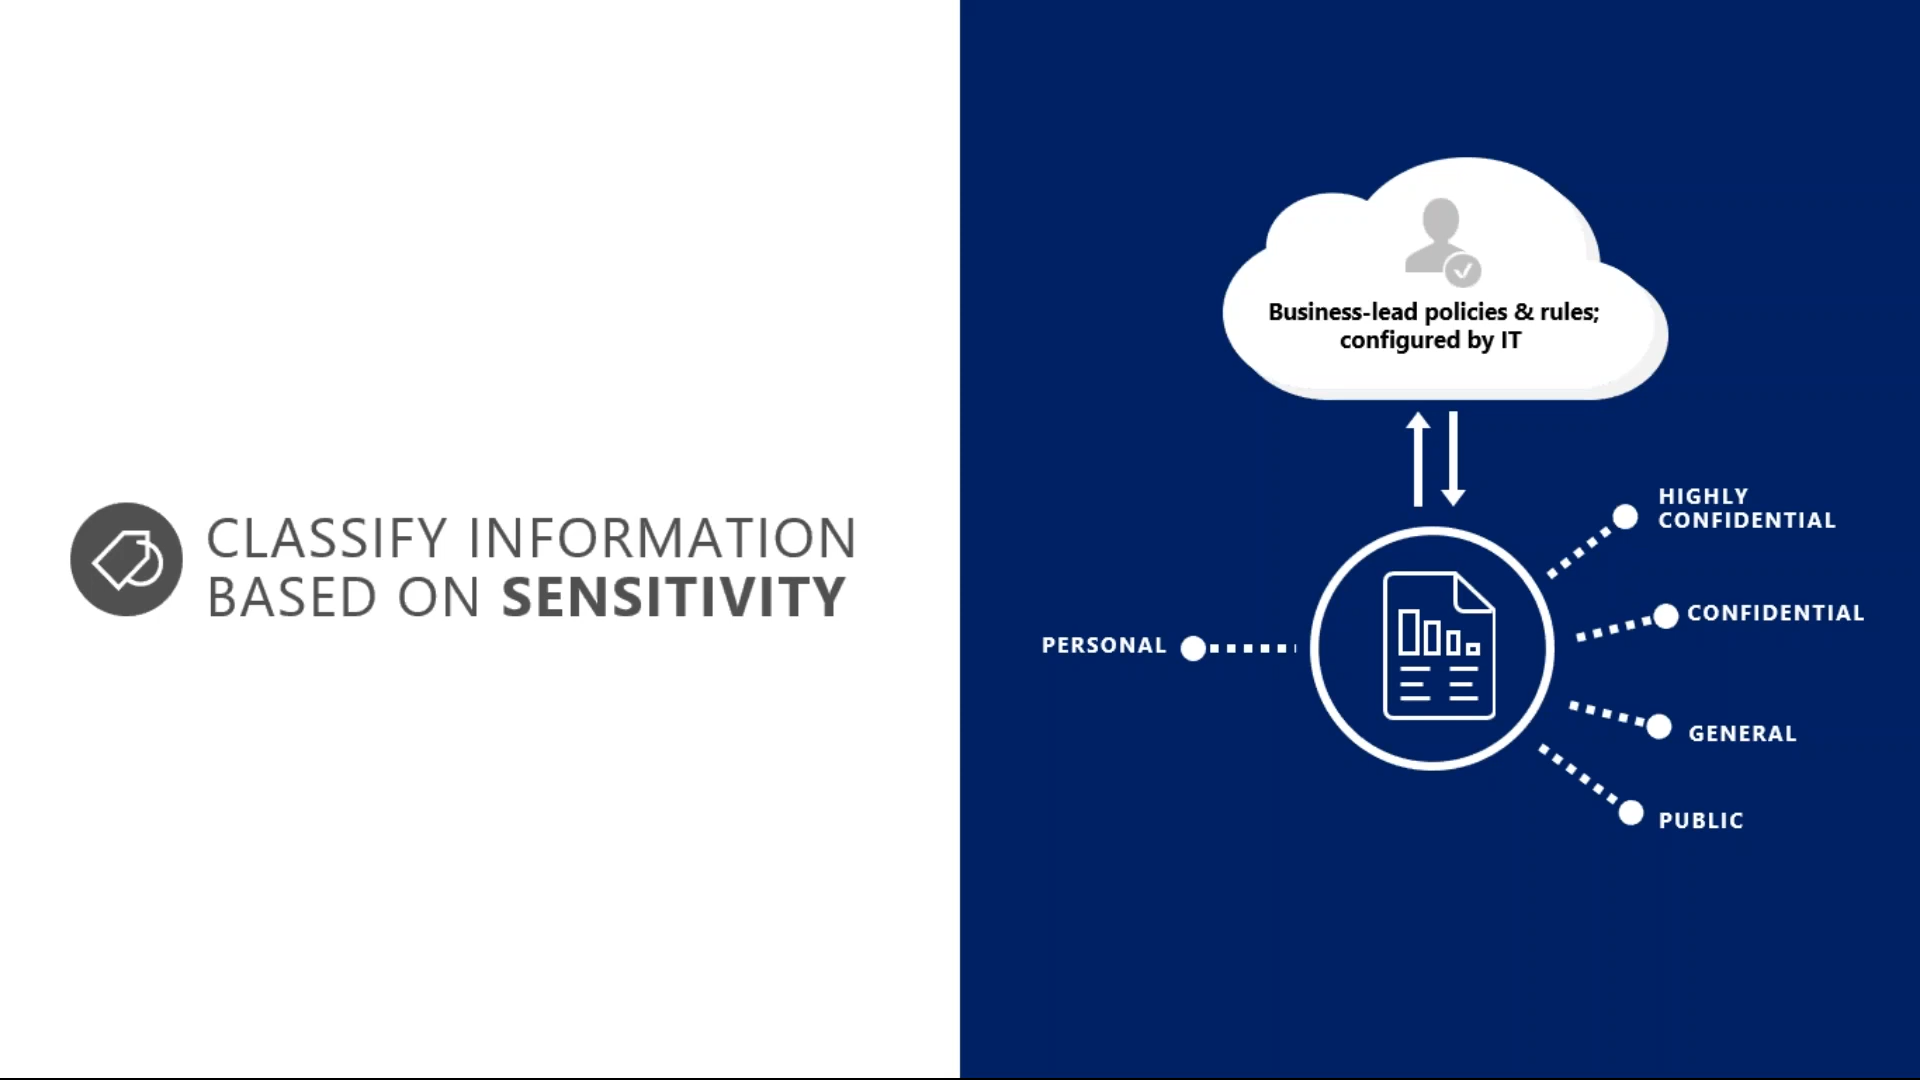 CLASSIFY INFORMATION
BASED ON SENSITIVITY
Business-lead policies & rules;
configured by IT
PERSONAL
HIGHLY
CONFIDENTIAL
CONFIDENTIAL
GENERAL
PUBLIC